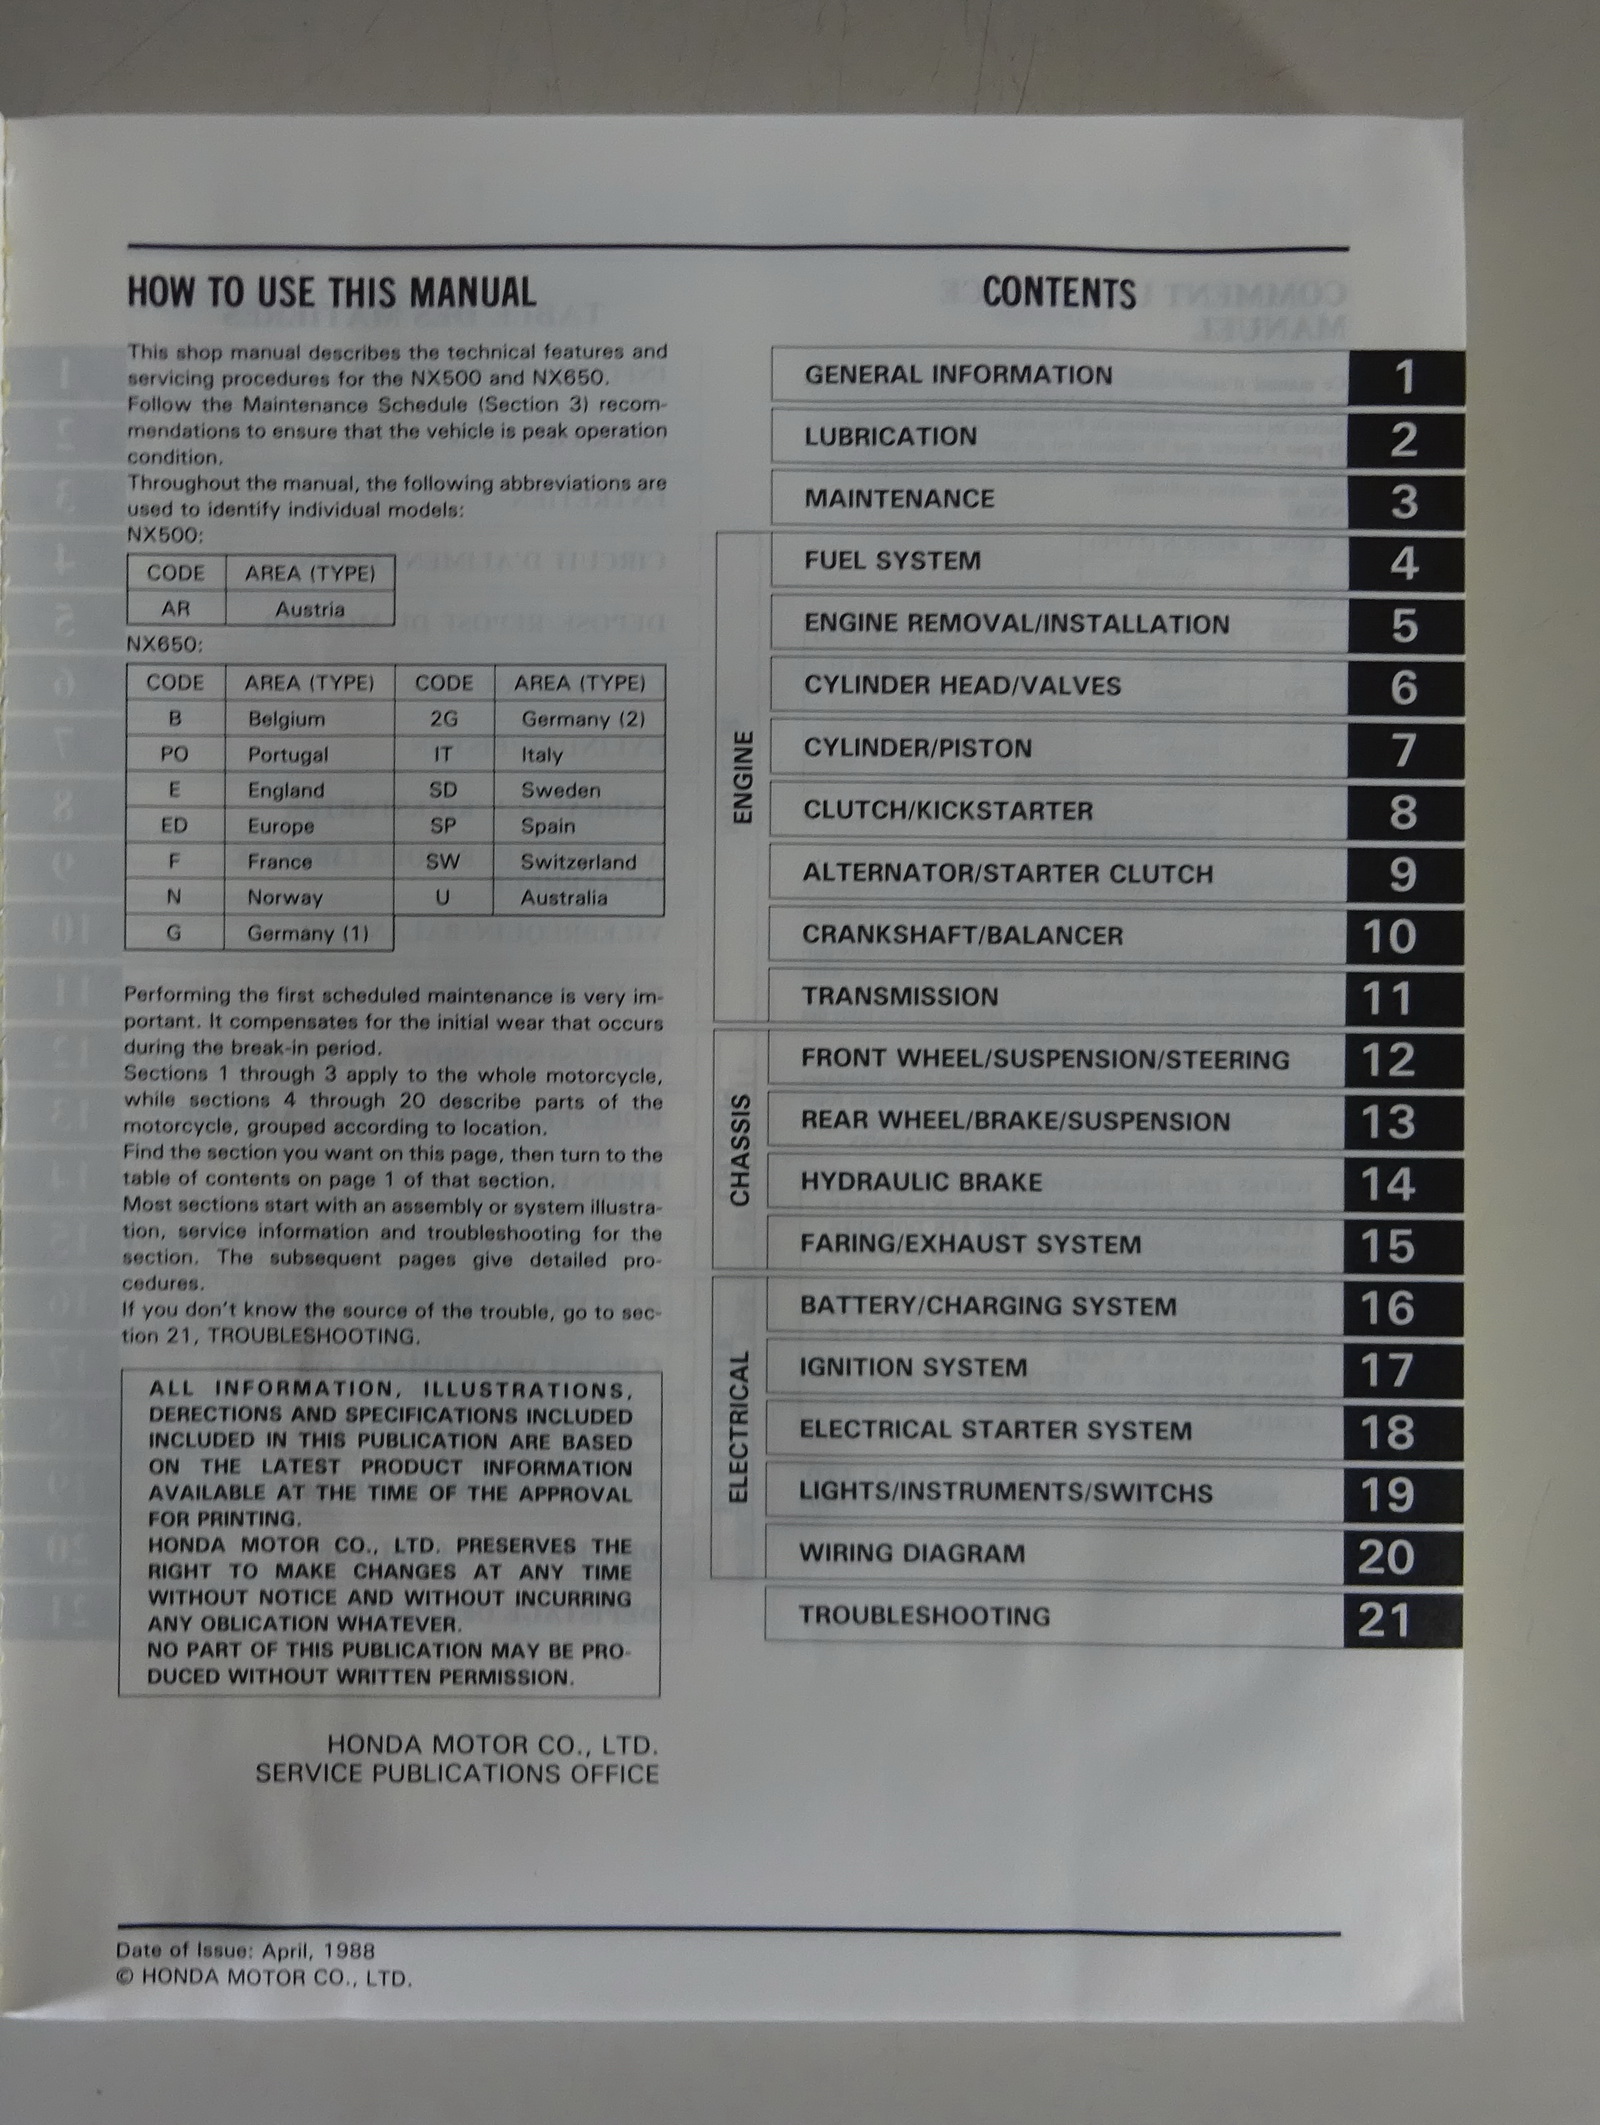 HOW TO USE THIS MANUAL
This shop manual describes the technical features and
servicing procedures for the NX500 and NX650.
Follow the Maintenance Schedule (Section 3) recom-
mendations to ensure that the vehicle is peak operation
condition.
Throughout the manual, the following abbreviations are
used to identify individual models:
NX500:
CODE AREA (TYPE)
AR Austria
NX650:
CODE AREA (TYPE) CODE AREA (TYPE)
B Belgium 2G Germany (2)
PO Portugal IT Italy
E England SD Sweden
ED Europe SP Spain
F France SW Switzerland
N Norway U Australia
G Germany (1)
Performing the first scheduled maintenance is very im-
portant. It compensates for the initial wear that occurs
during the break-in period.
Sections 1 through 3 apply to the whole motorcycle,
while sections 4 through 20 describe parts of the
motorcycle, grouped according to location.
Find the section you want on this page, then turn to the
table of contents on page 1 of that section.
Most sections start with an assembly or system illustra-
tion, service information and troubleshooting for the
section. The subsequent pages give detailed pro-
cedures.
If you don't know the source of the trouble, go to sec-
tion 21, TROUBLESHOOTING.
ALL INFORMATION, ILLUSTRATIONS,
DERECTIONS AND SPECIFICATIONS INCLUDED
INCLUDED IN THIS PUBLICATION ARE BASED
ON THE LATEST PRODUCT INFORMATION
AVAILABLE AT THE TIME OF THE APPROVAL
FOR PRINTING.
HONDA MOTOR CO., LTD. PRESERVES THE
RIGHT TO MAKE CHANGES AT ANY TIME
WITHOUT NOTICE AND WITHOUT INCURRING
ANY OBLICATION WHATEVER.
NO PART OF THIS PUBLICATION MAY BE PRO-
DUCED WITHOUT WRITTEN PERMISSION.
HONDA MOTOR CO., LTD.
SERVICE PUBLICATIONS OFFICE
CONTENTS
GENERAL INFORMATION 1
LUBRICATION 2
MAINTENANCE 3
ENGINE
FUEL SYSTEM 4
ENGINE REMOVAL/INSTALLATION 5
CYLINDER HEAD/VALVES 6
CYLINDER/PISTON 7
CLUTCH/KICKSTARTER 8
ALTERNATOR/STARTER CLUTCH 9
CRANKSHAFT/BALANCER 10
TRANSMISSION 11
CHASSIS
FRONT WHEEL/SUSPENSION/STEERING 12
REAR WHEEL/BRAKE/SUSPENSION 13
HYDRAULIC BRAKE 14
FARING/EXHAUST SYSTEM 15
ELECTRICAL
BATTERY/CHARGING SYSTEM 16
IGNITION SYSTEM 17
ELECTRICAL STARTER SYSTEM 18
LIGHTS/INSTRUMENTS/SWITCHS 19
WIRING DIAGRAM 20
TROUBLESHOOTING 21
Date of Issue: April, 1988
© HONDA MOTOR CO., LTD.